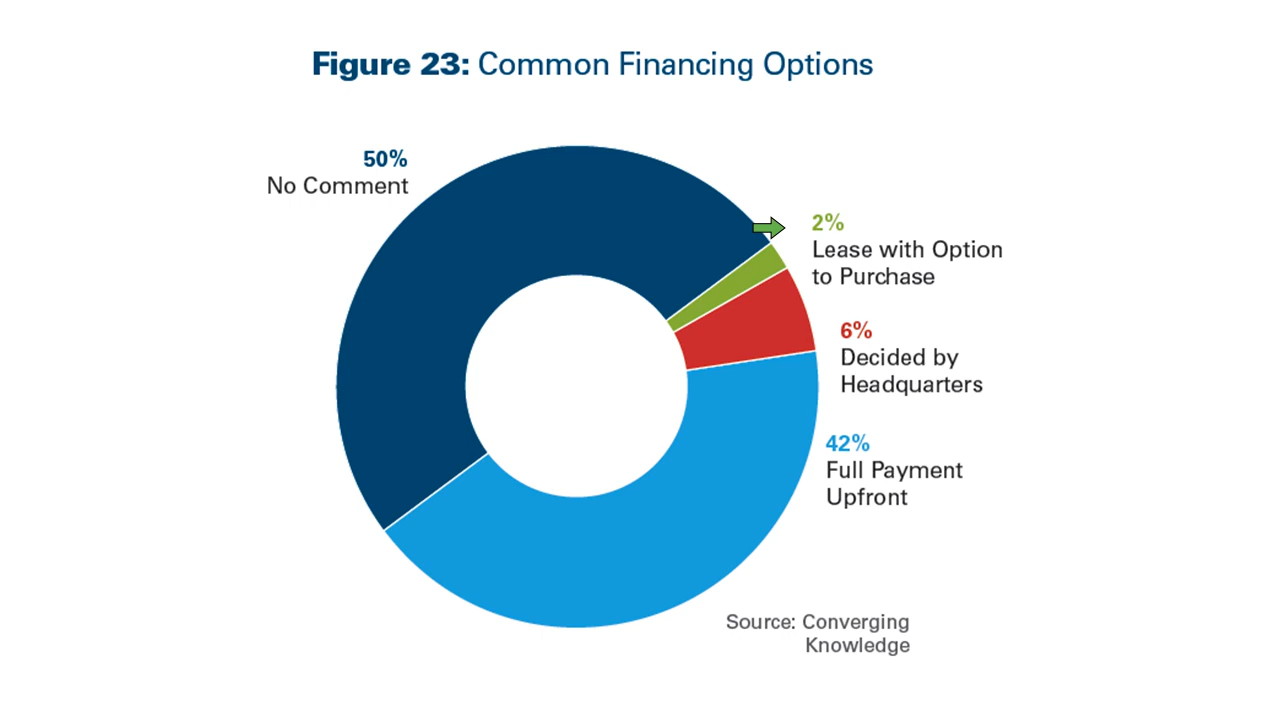 Figure 23: Common Financing Options
50%
No Comment
2%
Lease with Option
to Purchase
6%
Decided by
Headquarters
42%
Full Payment
Upfront
Source: Converging
Knowledge